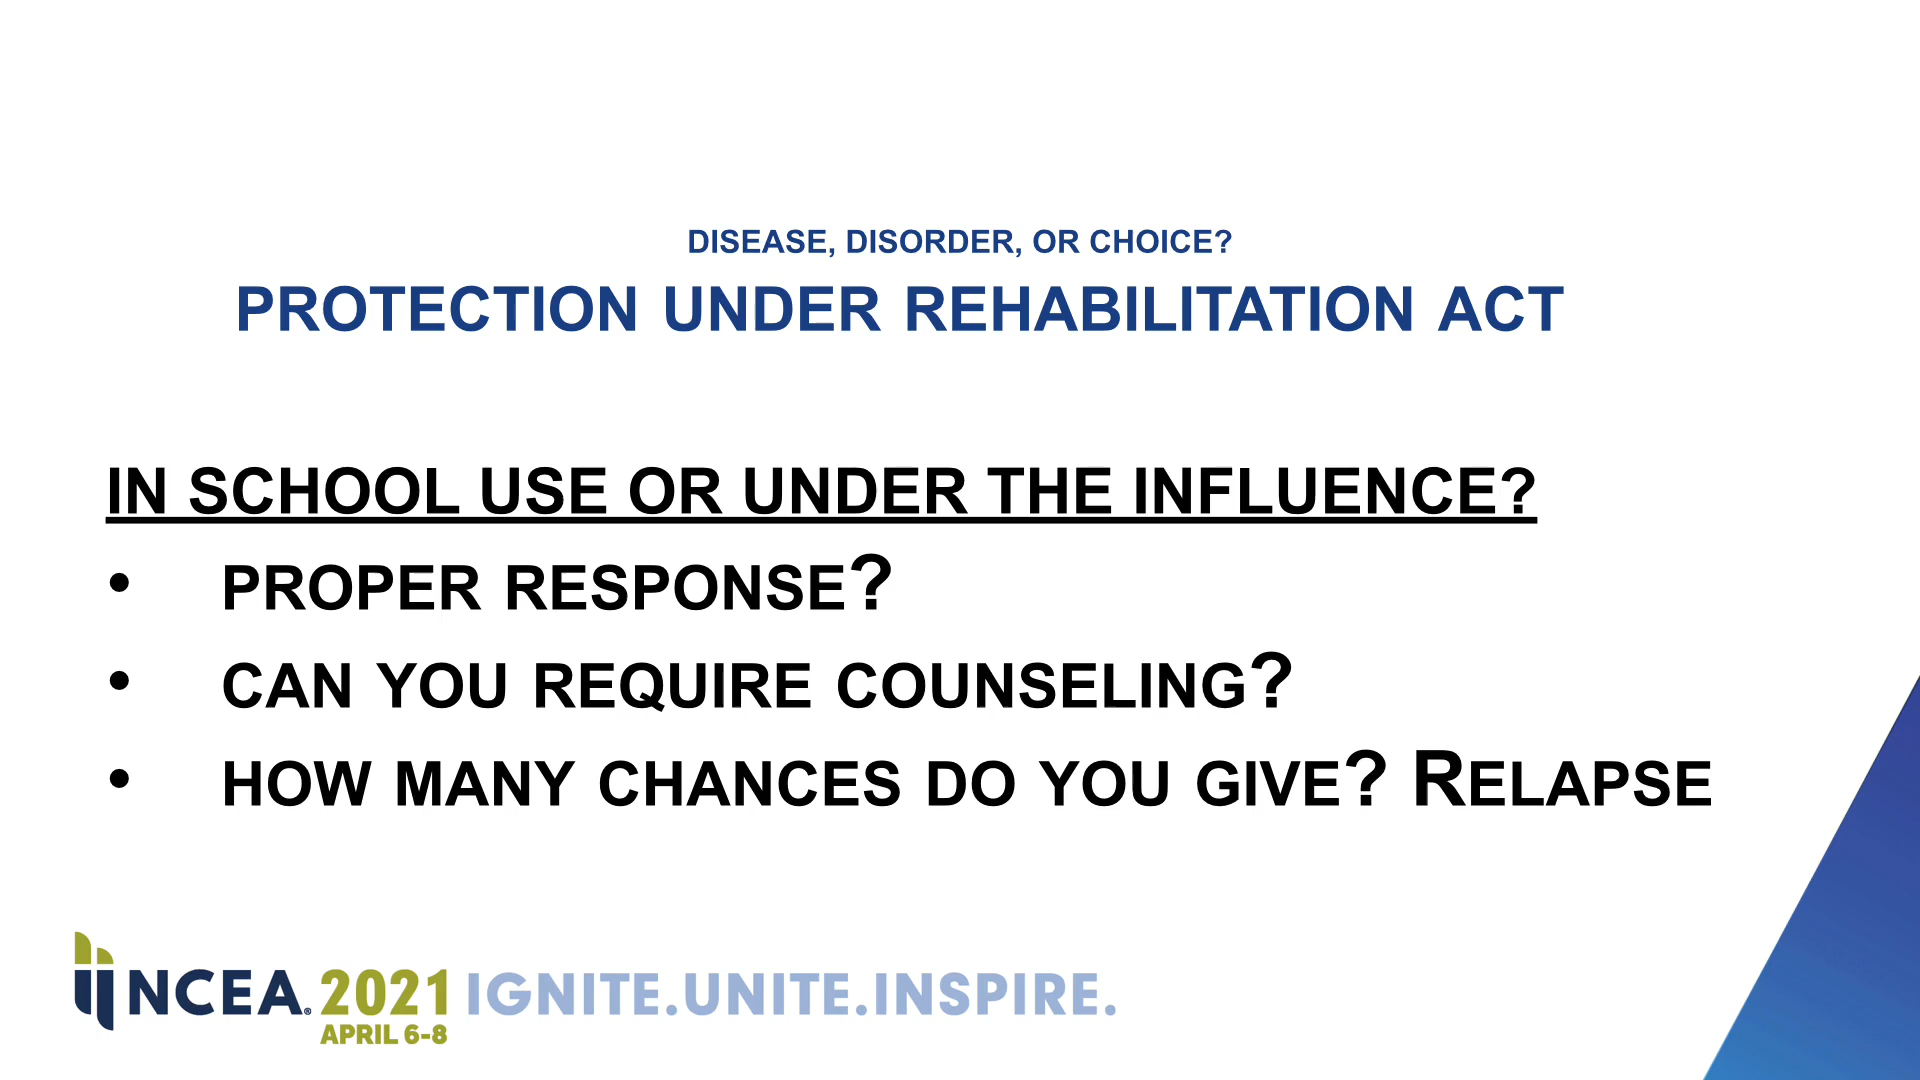 DISEASE, DISORDER, OR CHOICE?
PROTECTION UNDER REHABILITATION ACT
IN SCHOOL USE OR UNDER THE INFLUENCE?
• PROPER RESPONSE?
• CAN YOU REQUIRE COUNSELING?
• HOW MANY CHANCES DO YOU GIVE? RELAPSE
NCEA® 2021 IGNITE.UNITE.INSPIRE.
APRIL 6-8